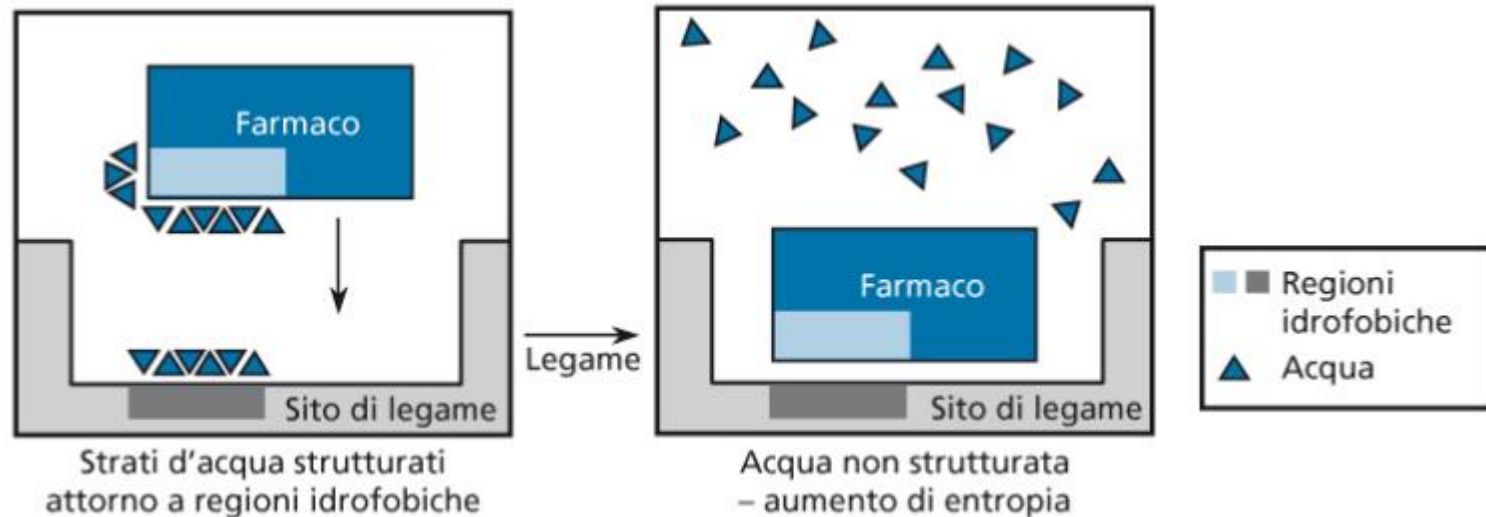 Farmaco
Sito di legame
Strati d'acqua strutturati
attorno a regioni idrofobiche
Legame
Farmaco
Sito di legame
Acqua non strutturata
– aumento di entropia
Regioni
idrofobiche
Acqua